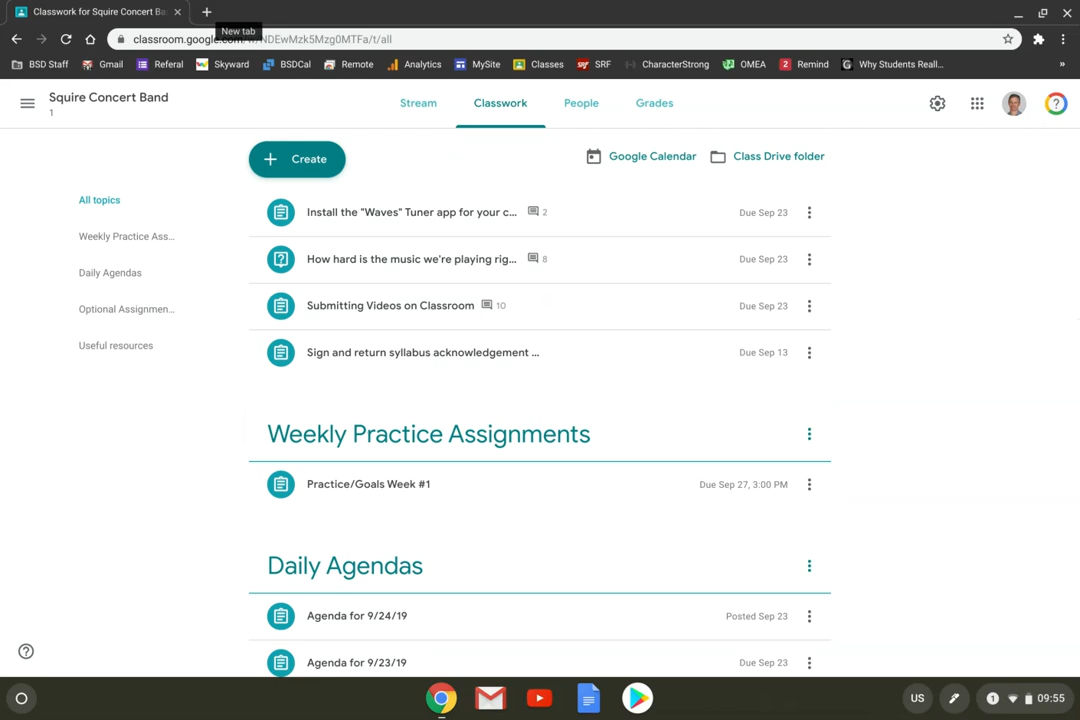 Classwork for Squire Concert Ba
New tab
classroom.google.com/
NDEwMzk5Mzg0MTFa/t/all
BSD Staff Gmail Referal Skyward BSDCal Remote Analytics MySite Classes SRF CharacterStrong OMEA Remind Why Students Reall... »
Squire Concert Band
1
Stream Classwork People Grades
+ Create
Google Calendar Class Drive folder
All topics
Weekly Practice Ass...
Daily Agendas
Optional Assignmen...
Useful resources
Install the "Waves" Tuner app for your c... 2 Due Sep 23
How hard is the music we're playing rig... 8 Due Sep 23
Submitting Videos on Classroom 10 Due Sep 23
Sign and return syllabus acknowledgement ... Due Sep 13
Weekly Practice Assignments
Practice/Goals Week #1 Due Sep 27, 3:00 PM
Daily Agendas
Agenda for 9/24/19 Posted Sep 23
Agenda for 9/23/19 Due Sep 23
US 1 09:55